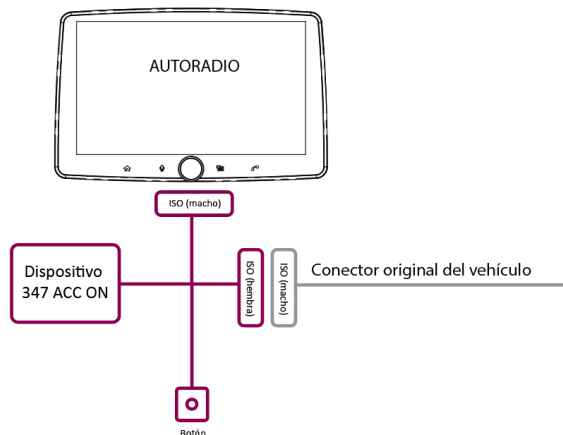 AUTORADIO
ISO (macho)
Dispositivo
347 ACC ON
ISO (hembra)
ISO (macho)
Conector original del vehículo
Botón